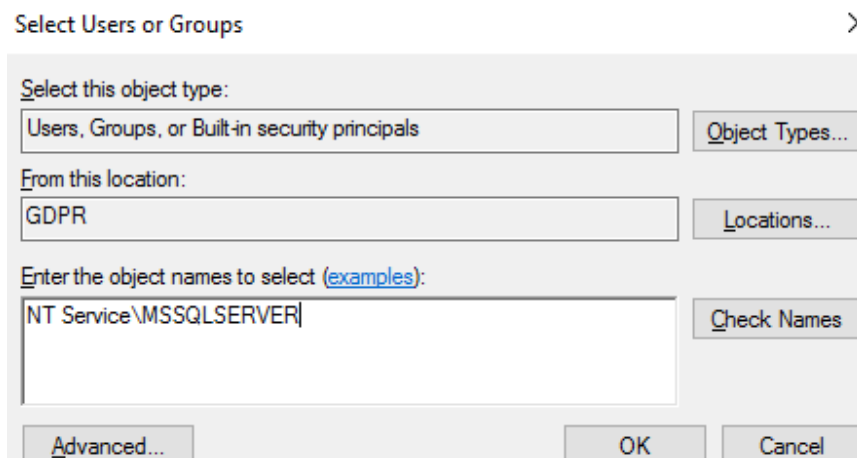 Select Users or Groups
Select this object type:
Users, Groups, or Built-in security principals
Object Types...
From this location:
GDPR
Locations...
Enter the object names to select (examples):
NT Service\MSSQLSERVER
Check Names
Advanced...
OK
Cancel